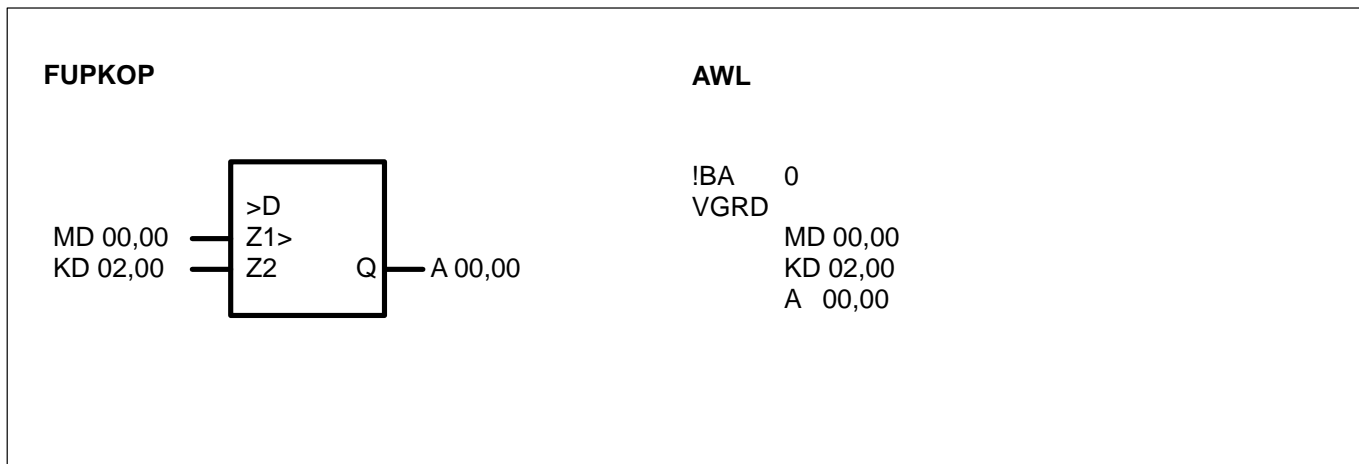 FUPKOP
>D
MD 00,00 Z1>
KD 02,00 Z2 Q A 00,00
AWL
!BA 0
VGRD
MD 00,00
KD 02,00
A 00,00